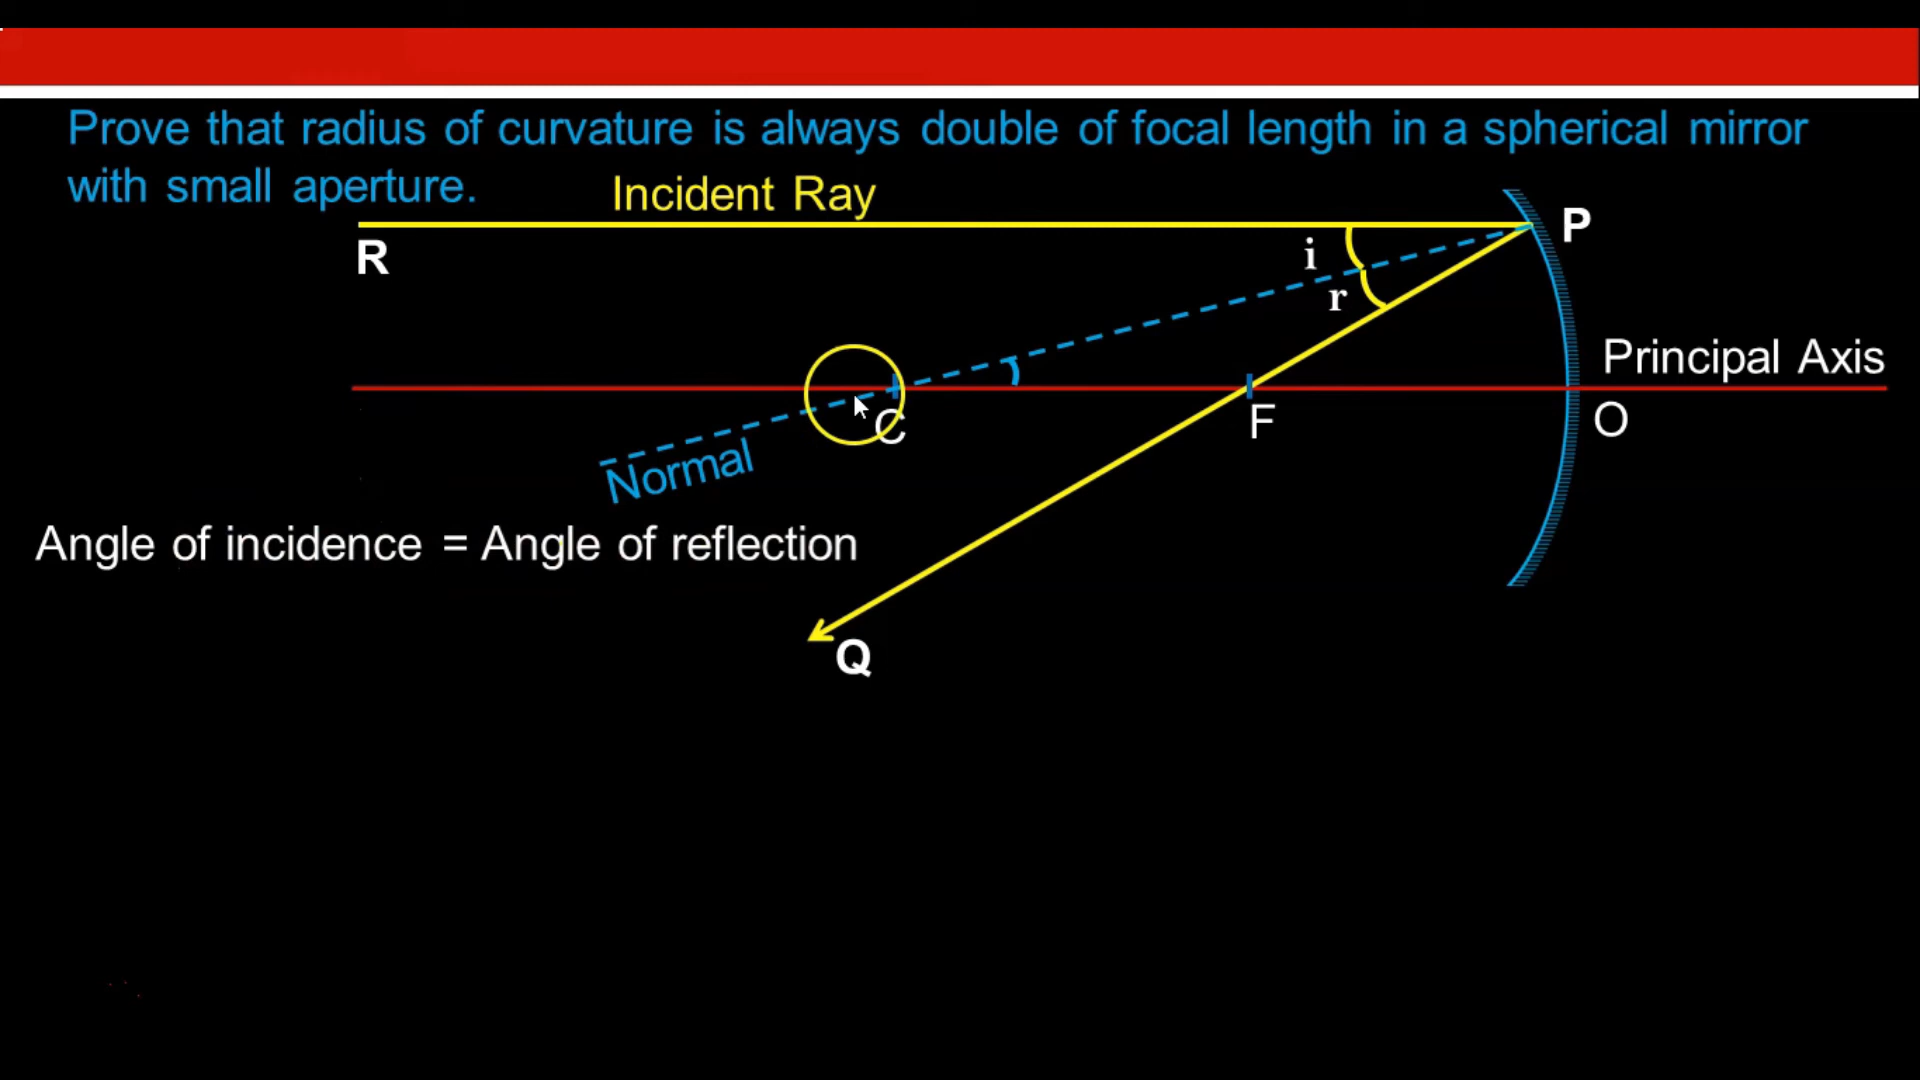 Prove that radius of curvature is always double of focal length in a spherical mirror
with small aperture.
Incident Ray
R
P
i
r
Principal Axis
C
F
O
Normal
Angle of incidence = Angle of reflection
Q